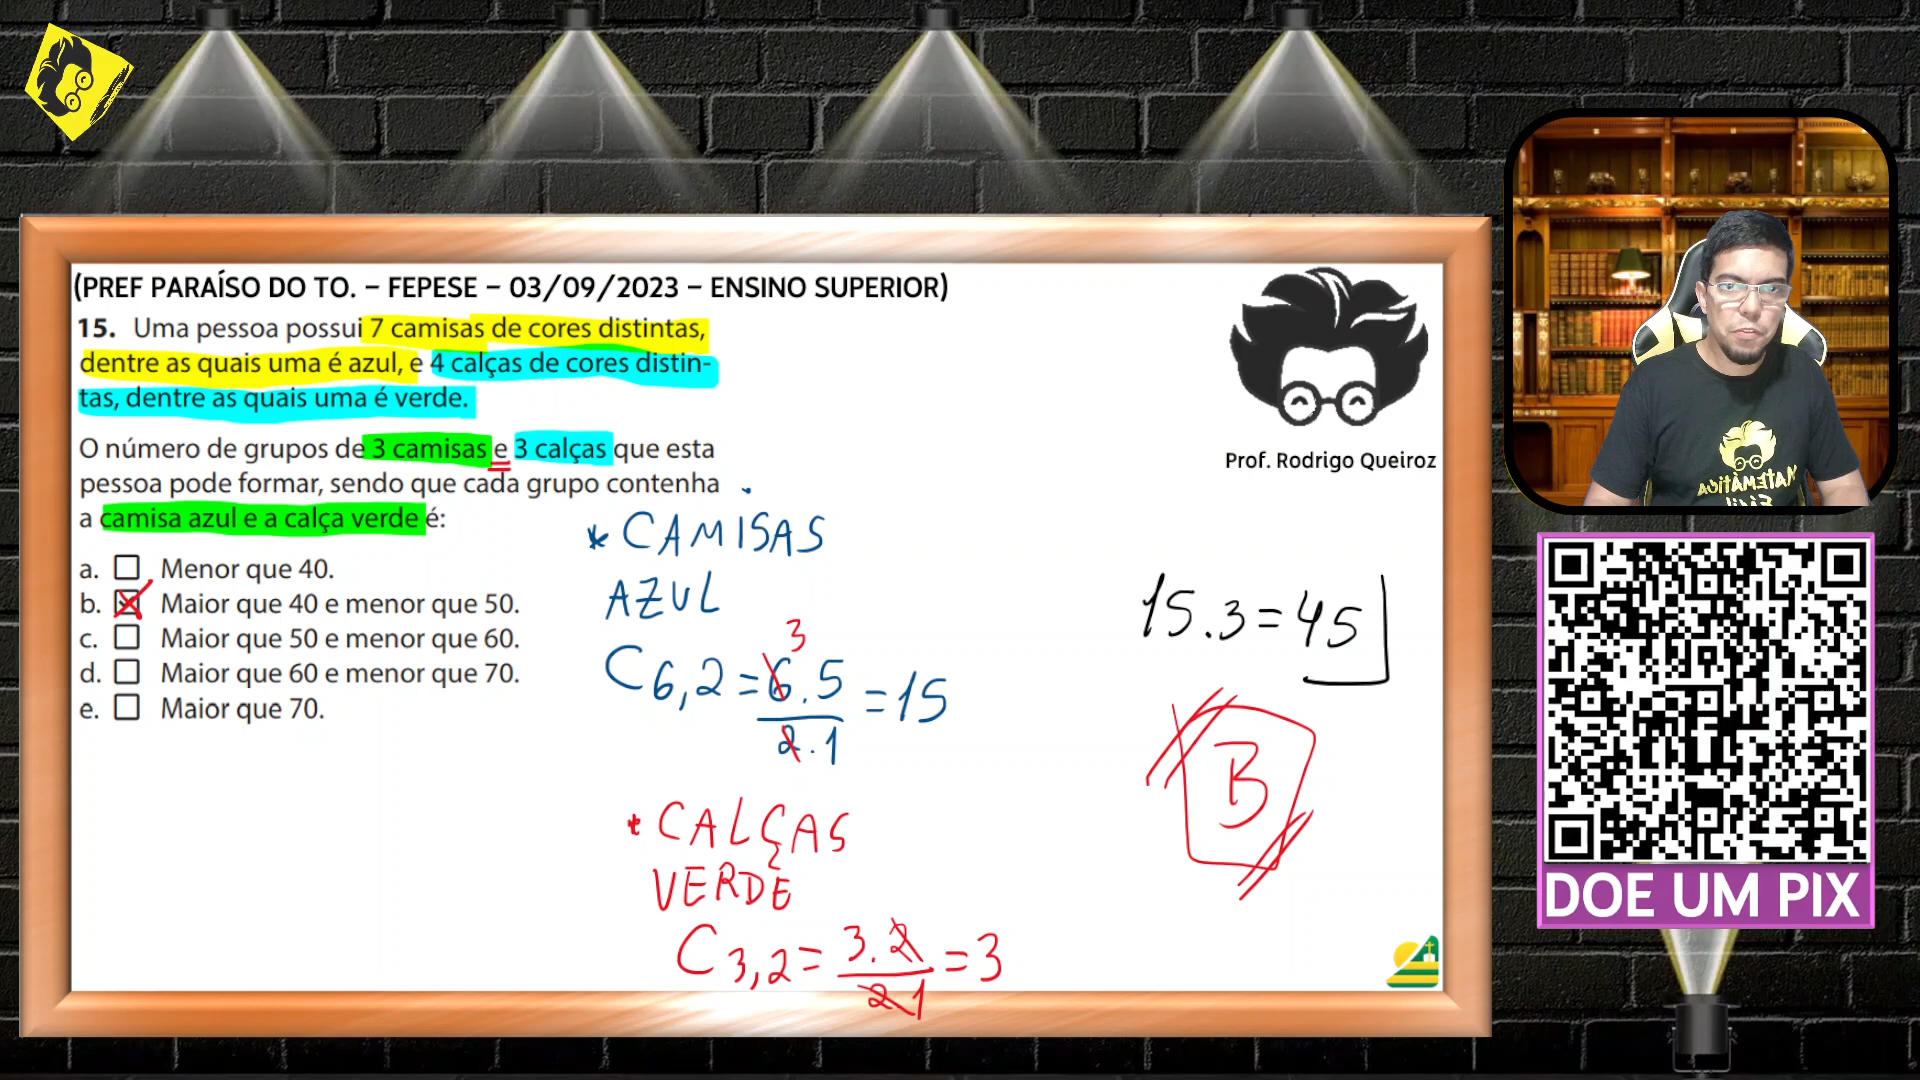 (PREF PARAÍSO DO TO. – FEPESE – 03/09/2023 – ENSINO SUPERIOR)
15. Uma pessoa possui 7 camisas de cores distintas,
dentre as quais uma é azul, e 4 calças de cores distin-
tas, dentre as quais uma é verde.
O número de grupos de 3 camisas e 3 calças que esta
pessoa pode formar, sendo que cada grupo contenha
a camisa azul e a calça verde é:
a. Menor que 40.
b. Maior que 40 e menor que 50.
c. Maior que 50 e menor que 60.
d. Maior que 60 e menor que 70.
e. Maior que 70.
* CAMISAS
AZUL
3
C6,2 = 6.5 = 15
2.1
* CALÇAS
VERDE
C3,2 = 3.2 = 3
2 1
15.3 = 45
B
Prof. Rodrigo Queiroz
MATEMÁTICA
DOE UM PIX